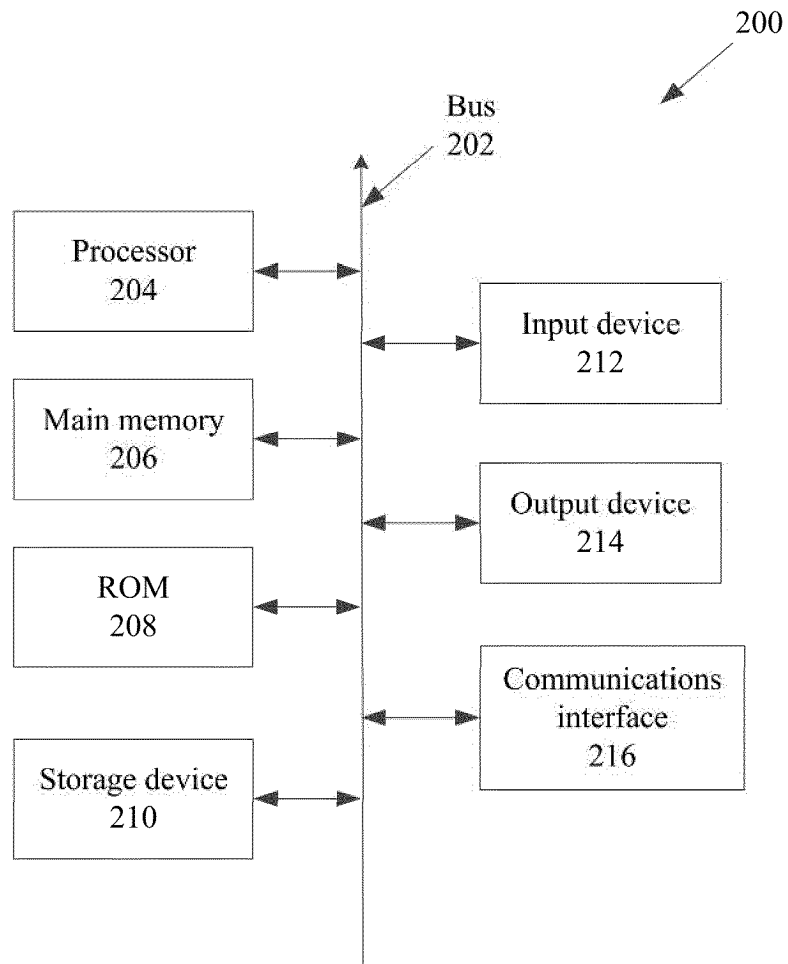 200
Bus
202
Processor
204
Input device
212
Main memory
206
Output device
214
ROM
208
Communications
interface
216
Storage device
210